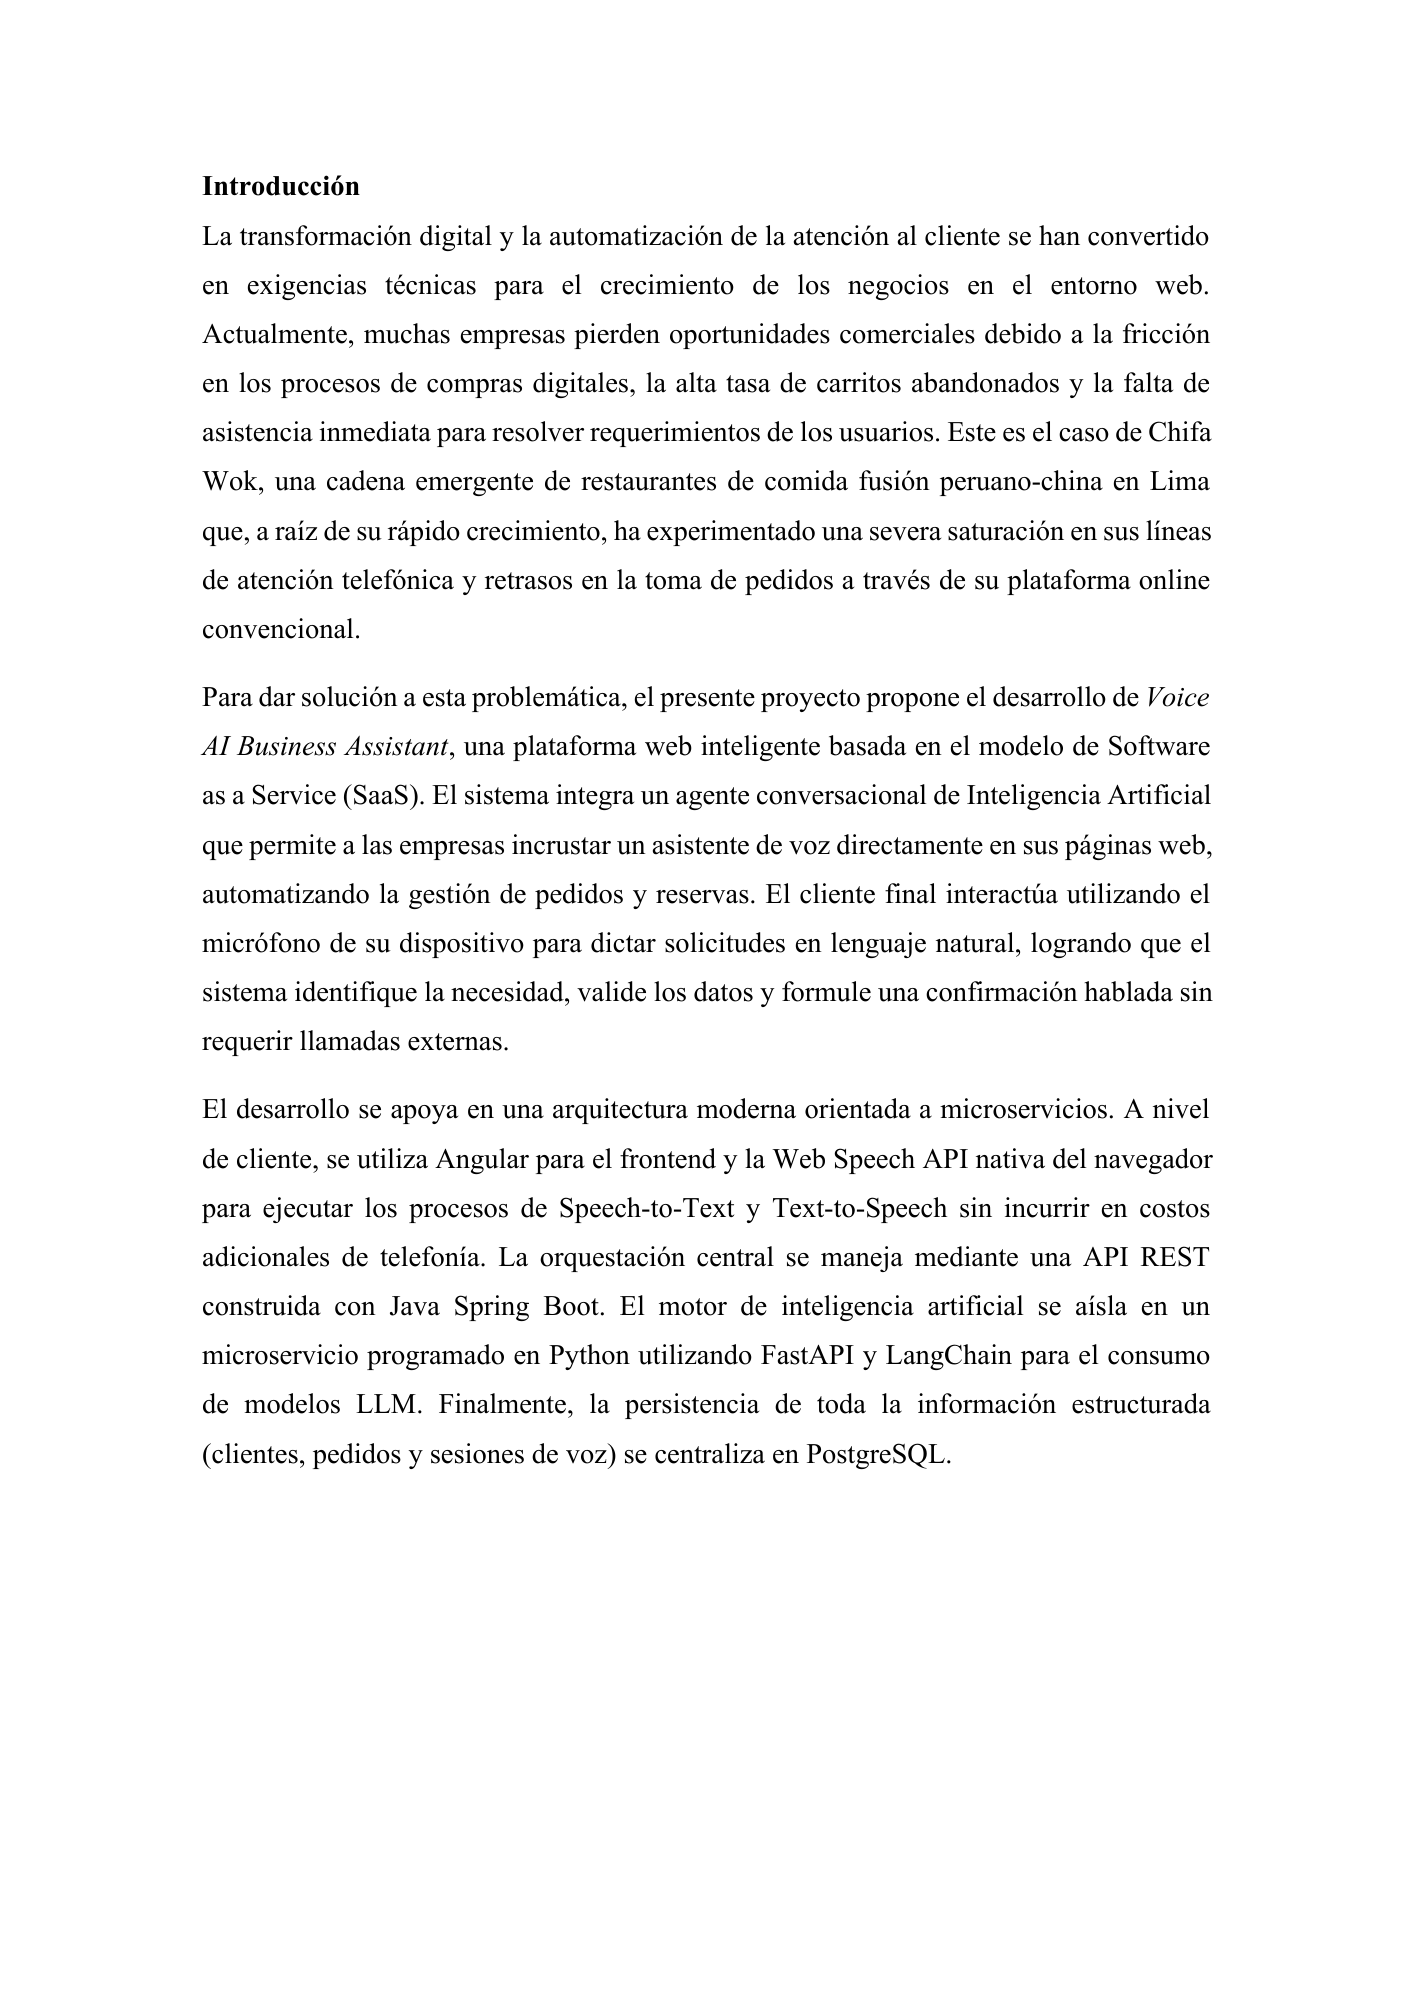 Introducción
La transformación digital y la automatización de la atención al cliente se han convertido
en exigencias técnicas para el crecimiento de los negocios en el entorno web.
Actualmente, muchas empresas pierden oportunidades comerciales debido a la fricción
en los procesos de compras digitales, la alta tasa de carritos abandonados y la falta de
asistencia inmediata para resolver requerimientos de los usuarios. Este es el caso de Chifa
Wok, una cadena emergente de restaurantes de comida fusión peruano-china en Lima
que, a raíz de su rápido crecimiento, ha experimentado una severa saturación en sus líneas
de atención telefónica y retrasos en la toma de pedidos a través de su plataforma online
convencional.
Para dar solución a esta problemática, el presente proyecto propone el desarrollo de Voice
AI Business Assistant, una plataforma web inteligente basada en el modelo de Software
as a Service (SaaS). El sistema integra un agente conversacional de Inteligencia Artificial
que permite a las empresas incrustar un asistente de voz directamente en sus páginas web,
automatizando la gestión de pedidos y reservas. El cliente final interactúa utilizando el
micrófono de su dispositivo para dictar solicitudes en lenguaje natural, logrando que el
sistema identifique la necesidad, valide los datos y formule una confirmación hablada sin
requerir llamadas externas.
El desarrollo se apoya en una arquitectura moderna orientada a microservicios. A nivel
de cliente, se utiliza Angular para el frontend y la Web Speech API nativa del navegador
para ejecutar los procesos de Speech-to-Text y Text-to-Speech sin incurrir en costos
adicionales de telefonía. La orquestación central se maneja mediante una API REST
construida con Java Spring Boot. El motor de inteligencia artificial se aísla en un
microservicio programado en Python utilizando FastAPI y LangChain para el consumo
de modelos LLM. Finalmente, la persistencia de toda la información estructurada
(clientes, pedidos y sesiones de voz) se centraliza en PostgreSQL.